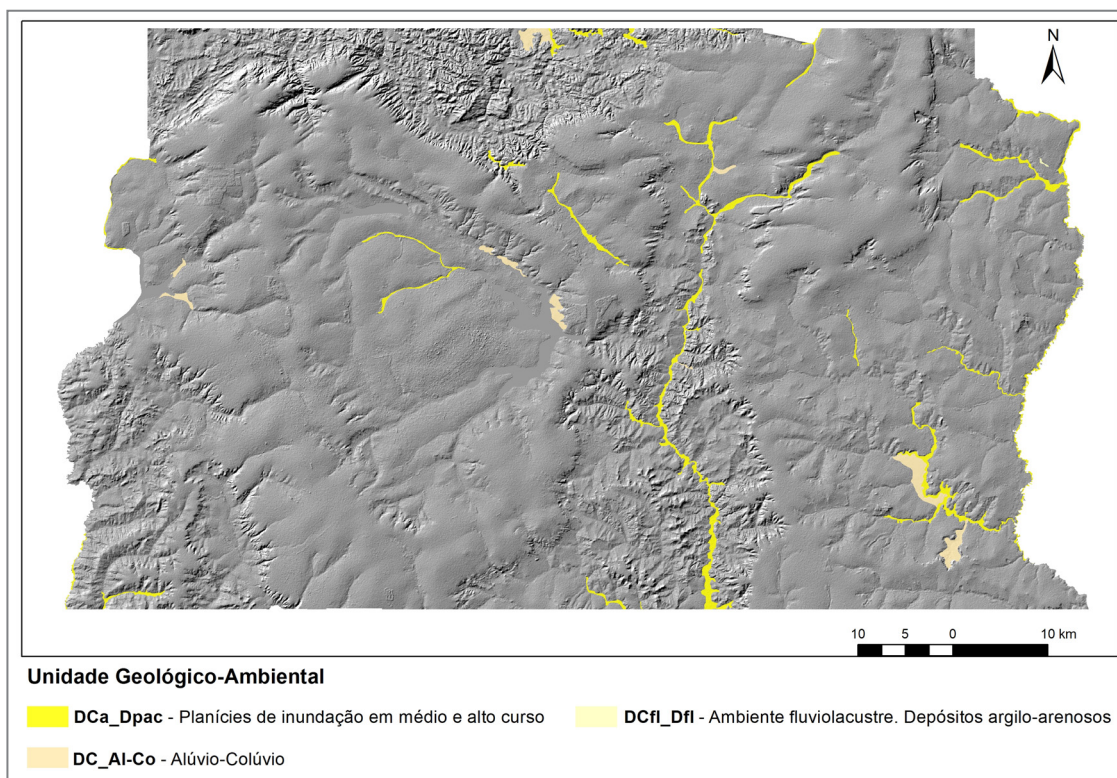 N
10 5 0 10 km
Unidade Geológico-Ambiental
DCa_Dpac - Planícies de inundação em médio e alto curso
DCfl_Dfl - Ambiente fluviolacustre. Depósitos argilo-arenosos
DC_Al-Co - Alúvio-Colúvio